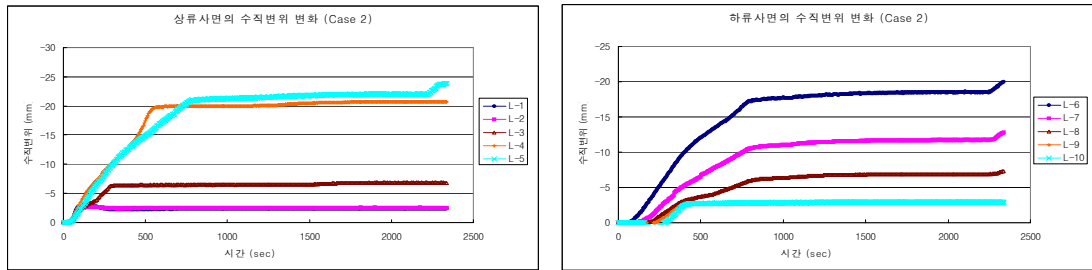 상류사면의 수직변위 변화 (Case 2)
-30
-25
-20
-15
-10
-5
0
수직변위 (mm
0 500 1000 1500 2000 2500
시간 (sec)
L-1
L-2
L-3
L-4
L-5
하류사면의 수직변위 변화 (Case 2)
-25
-20
-15
-10
-5
0
수직변위 (mm
0 500 1000 1500 2000 2500
시간 (sec)
L-6
L-7
L-8
L-9
L-10